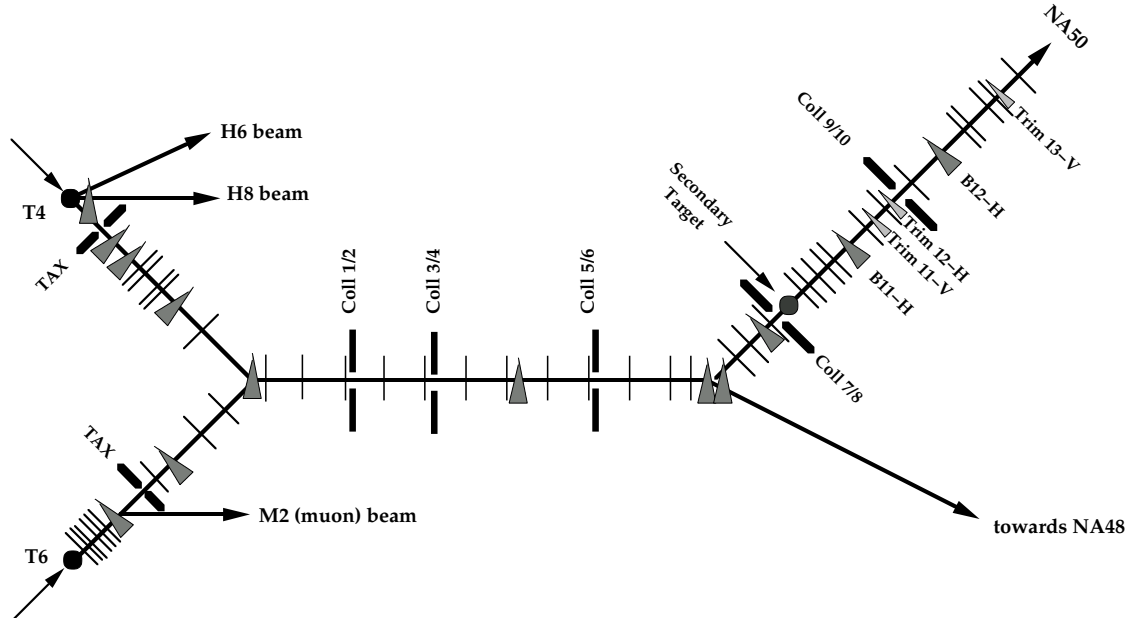 NA50
Coll 9/10
Trim 13–V
H6 beam
H8 beam
T4
Secondary
Target
B12–H
TAX
Trim 12–H
Trim 11–V
B11–H
Coll 1/2
Coll 3/4
Coll 5/6
Coll 7/8
TAX
M2 (muon) beam
towards NA48
T6